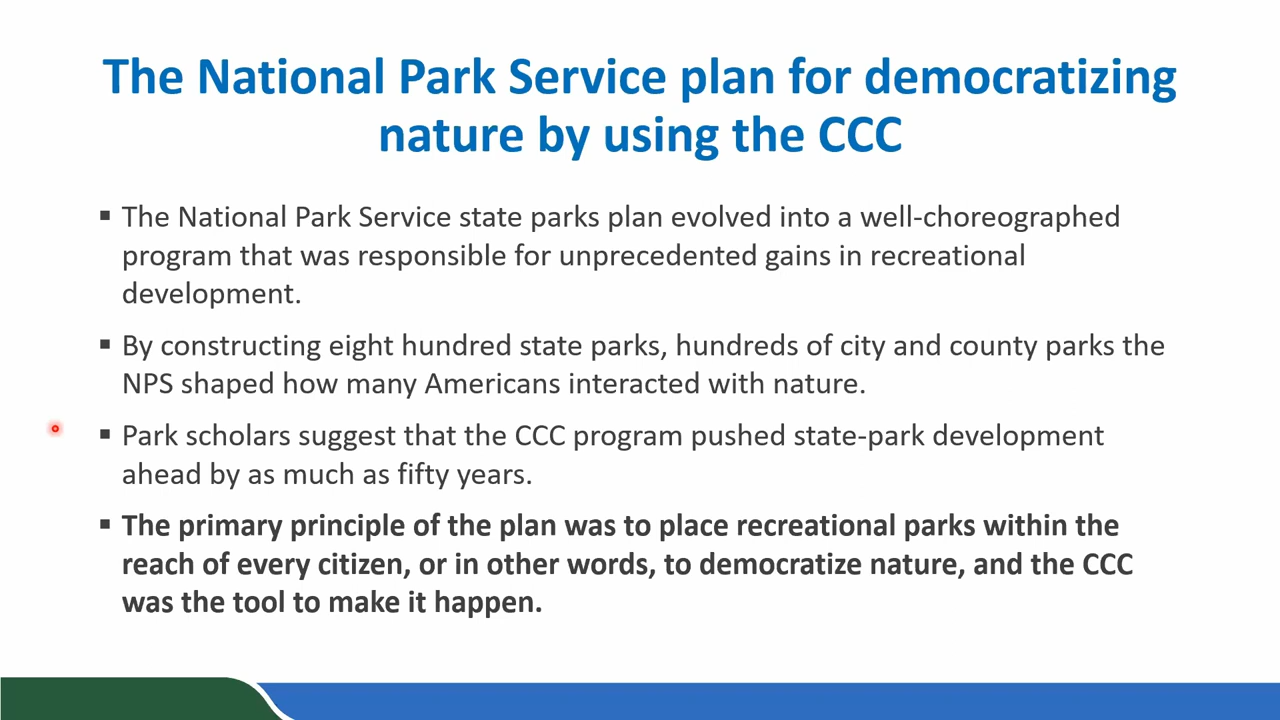 The National Park Service plan for democratizing
nature by using the CCC
▪ The National Park Service state parks plan evolved into a well-choreographed
program that was responsible for unprecedented gains in recreational
development.
▪ By constructing eight hundred state parks, hundreds of city and county parks the
NPS shaped how many Americans interacted with nature.
▪ Park scholars suggest that the CCC program pushed state-park development
ahead by as much as fifty years.
▪ The primary principle of the plan was to place recreational parks within the
reach of every citizen, or in other words, to democratize nature, and the CCC
was the tool to make it happen.